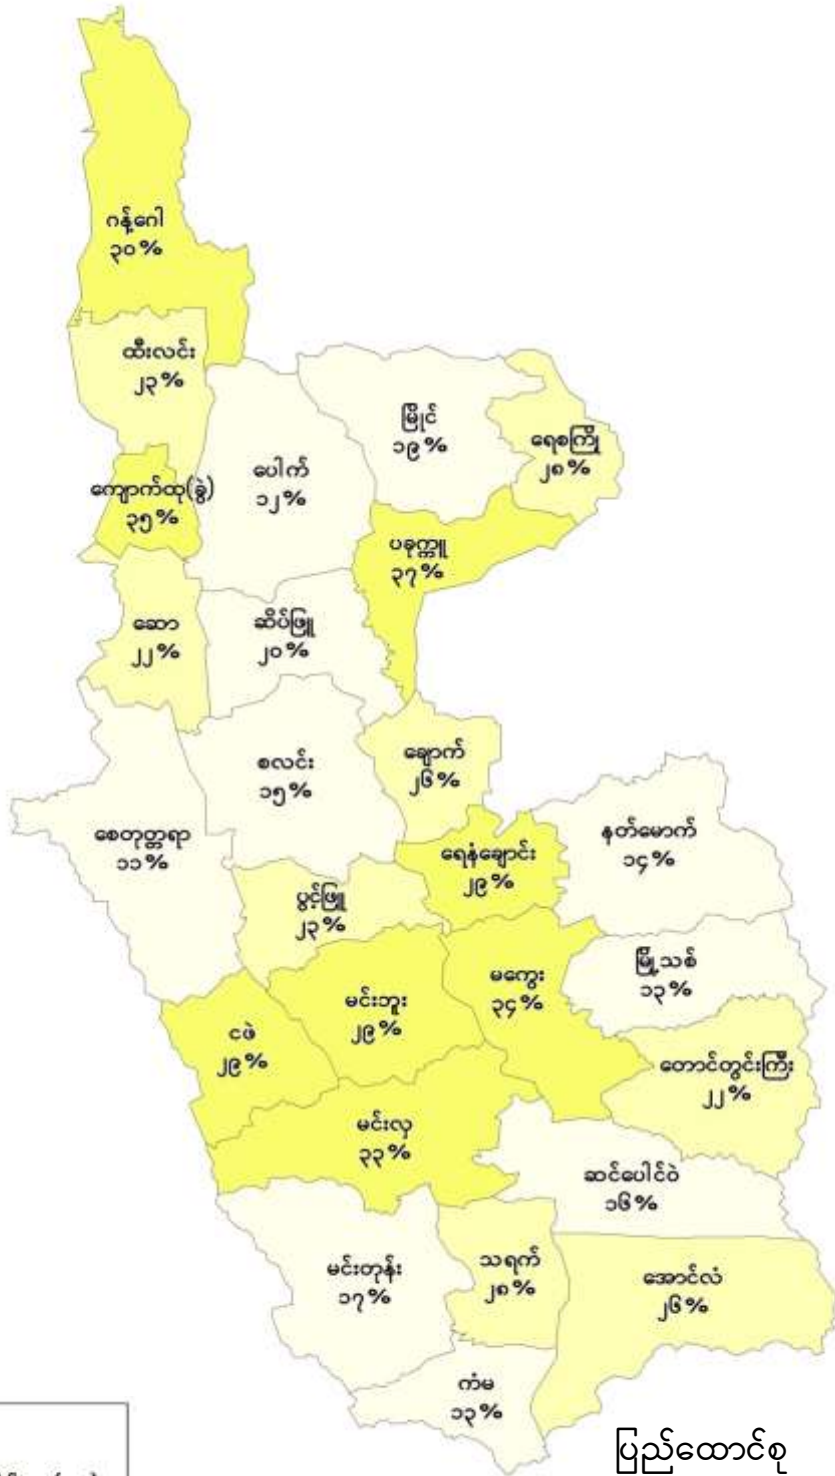 ဂန့်ဂေါ
၃၀%
ထီးလင်း
၂၃%
မြိုင်
၁၉%
ရေစကြို
၂၈%
ပေါက်
၁၂%
ကျောက်ထု(ခွဲ)
၃၅%
ပခုက္ကူ
၃၇%
ဆော
၂၂%
ဆိပ်ဖြူ
၂၀%
ချောက်
၂၆%
စလင်း
၁၅%
စေတုတ္တရာ
၁၁%
ရေနံချောင်း
၂၉%
နတ်မောက်
၁၄%
ပွင့်ဖြူ
၂၃%
မြို့သစ်
၁၃%
မကွေး
၃၄%
မင်းဘူး
၂၉%
ငဖဲ
၂၉%
တောင်တွင်းကြီး
၂၂%
မင်းလှ
၃၃%
ဆင်ပေါင်ဝဲ
၁၆%
မင်းတုန်း
၁၇%
သရက်
၂၈%
အောင်လံ
၂၆%
ကံမ
၁၃%
ပြည်ထောင်စု